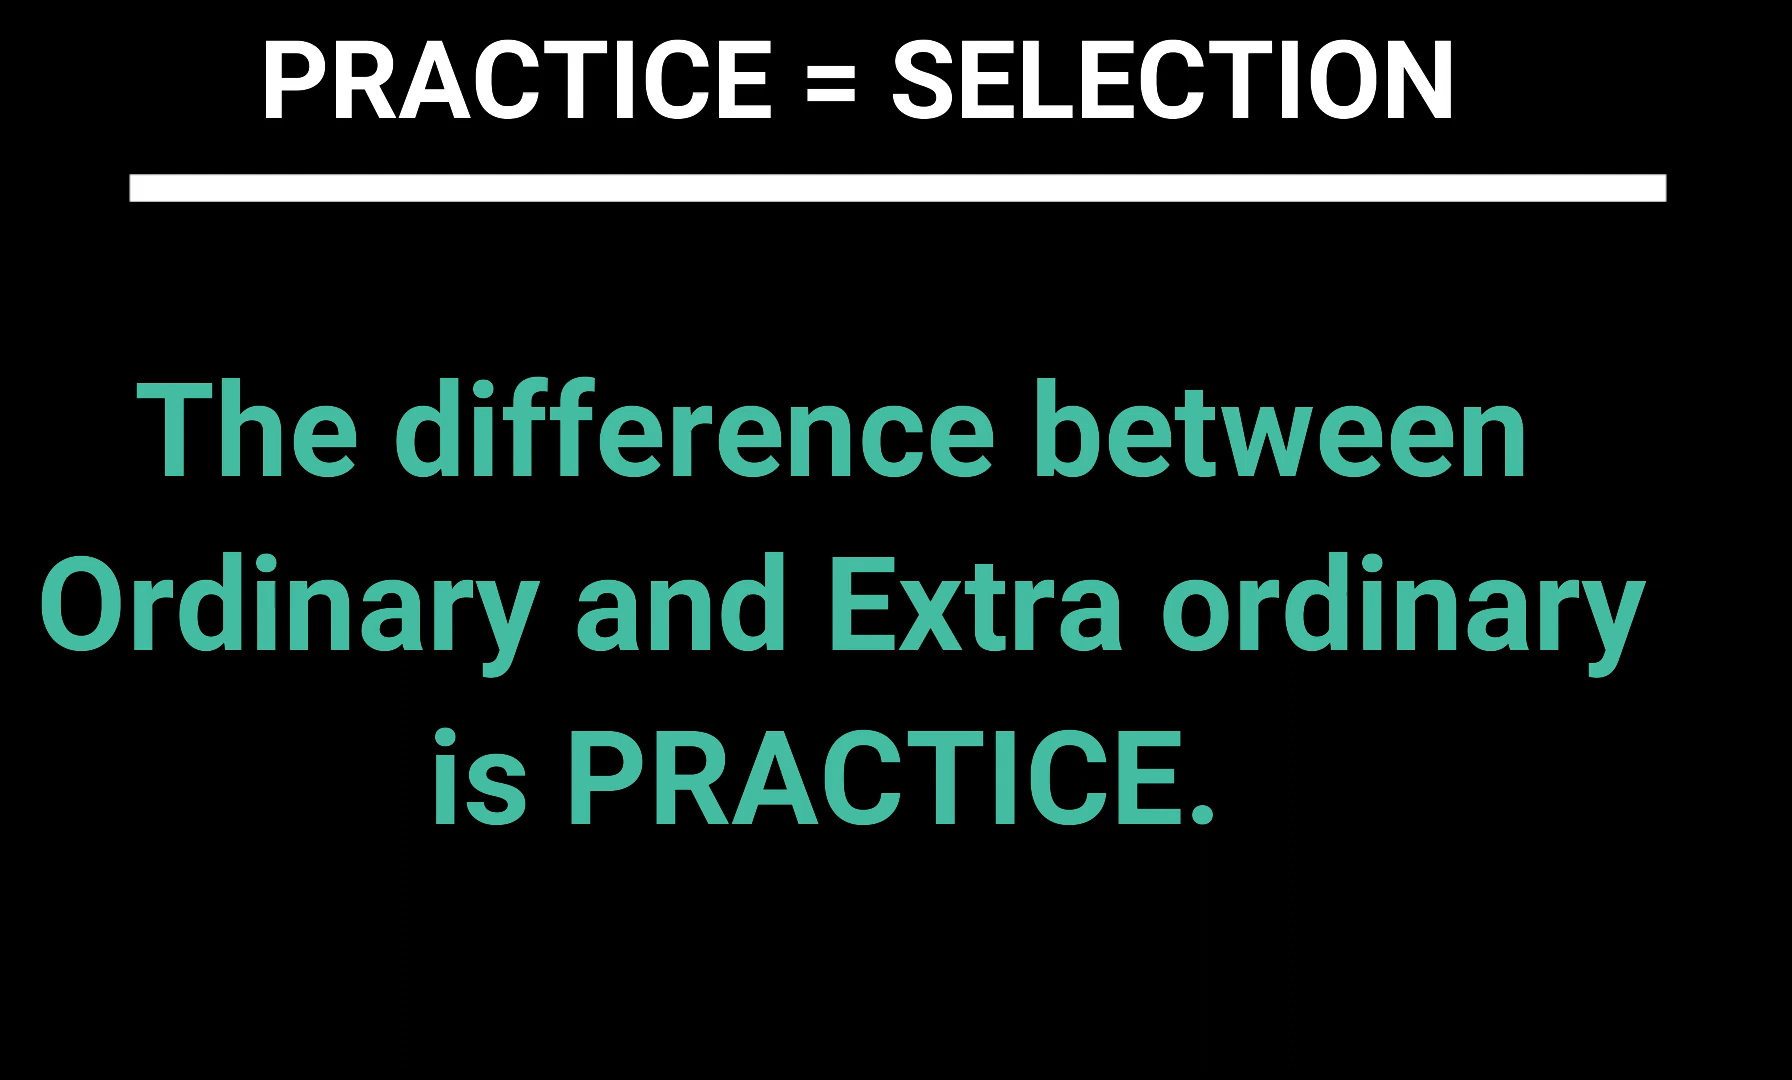 PRACTICE = SELECTION
The difference between
Ordinary and Extra ordinary
is PRACTICE.